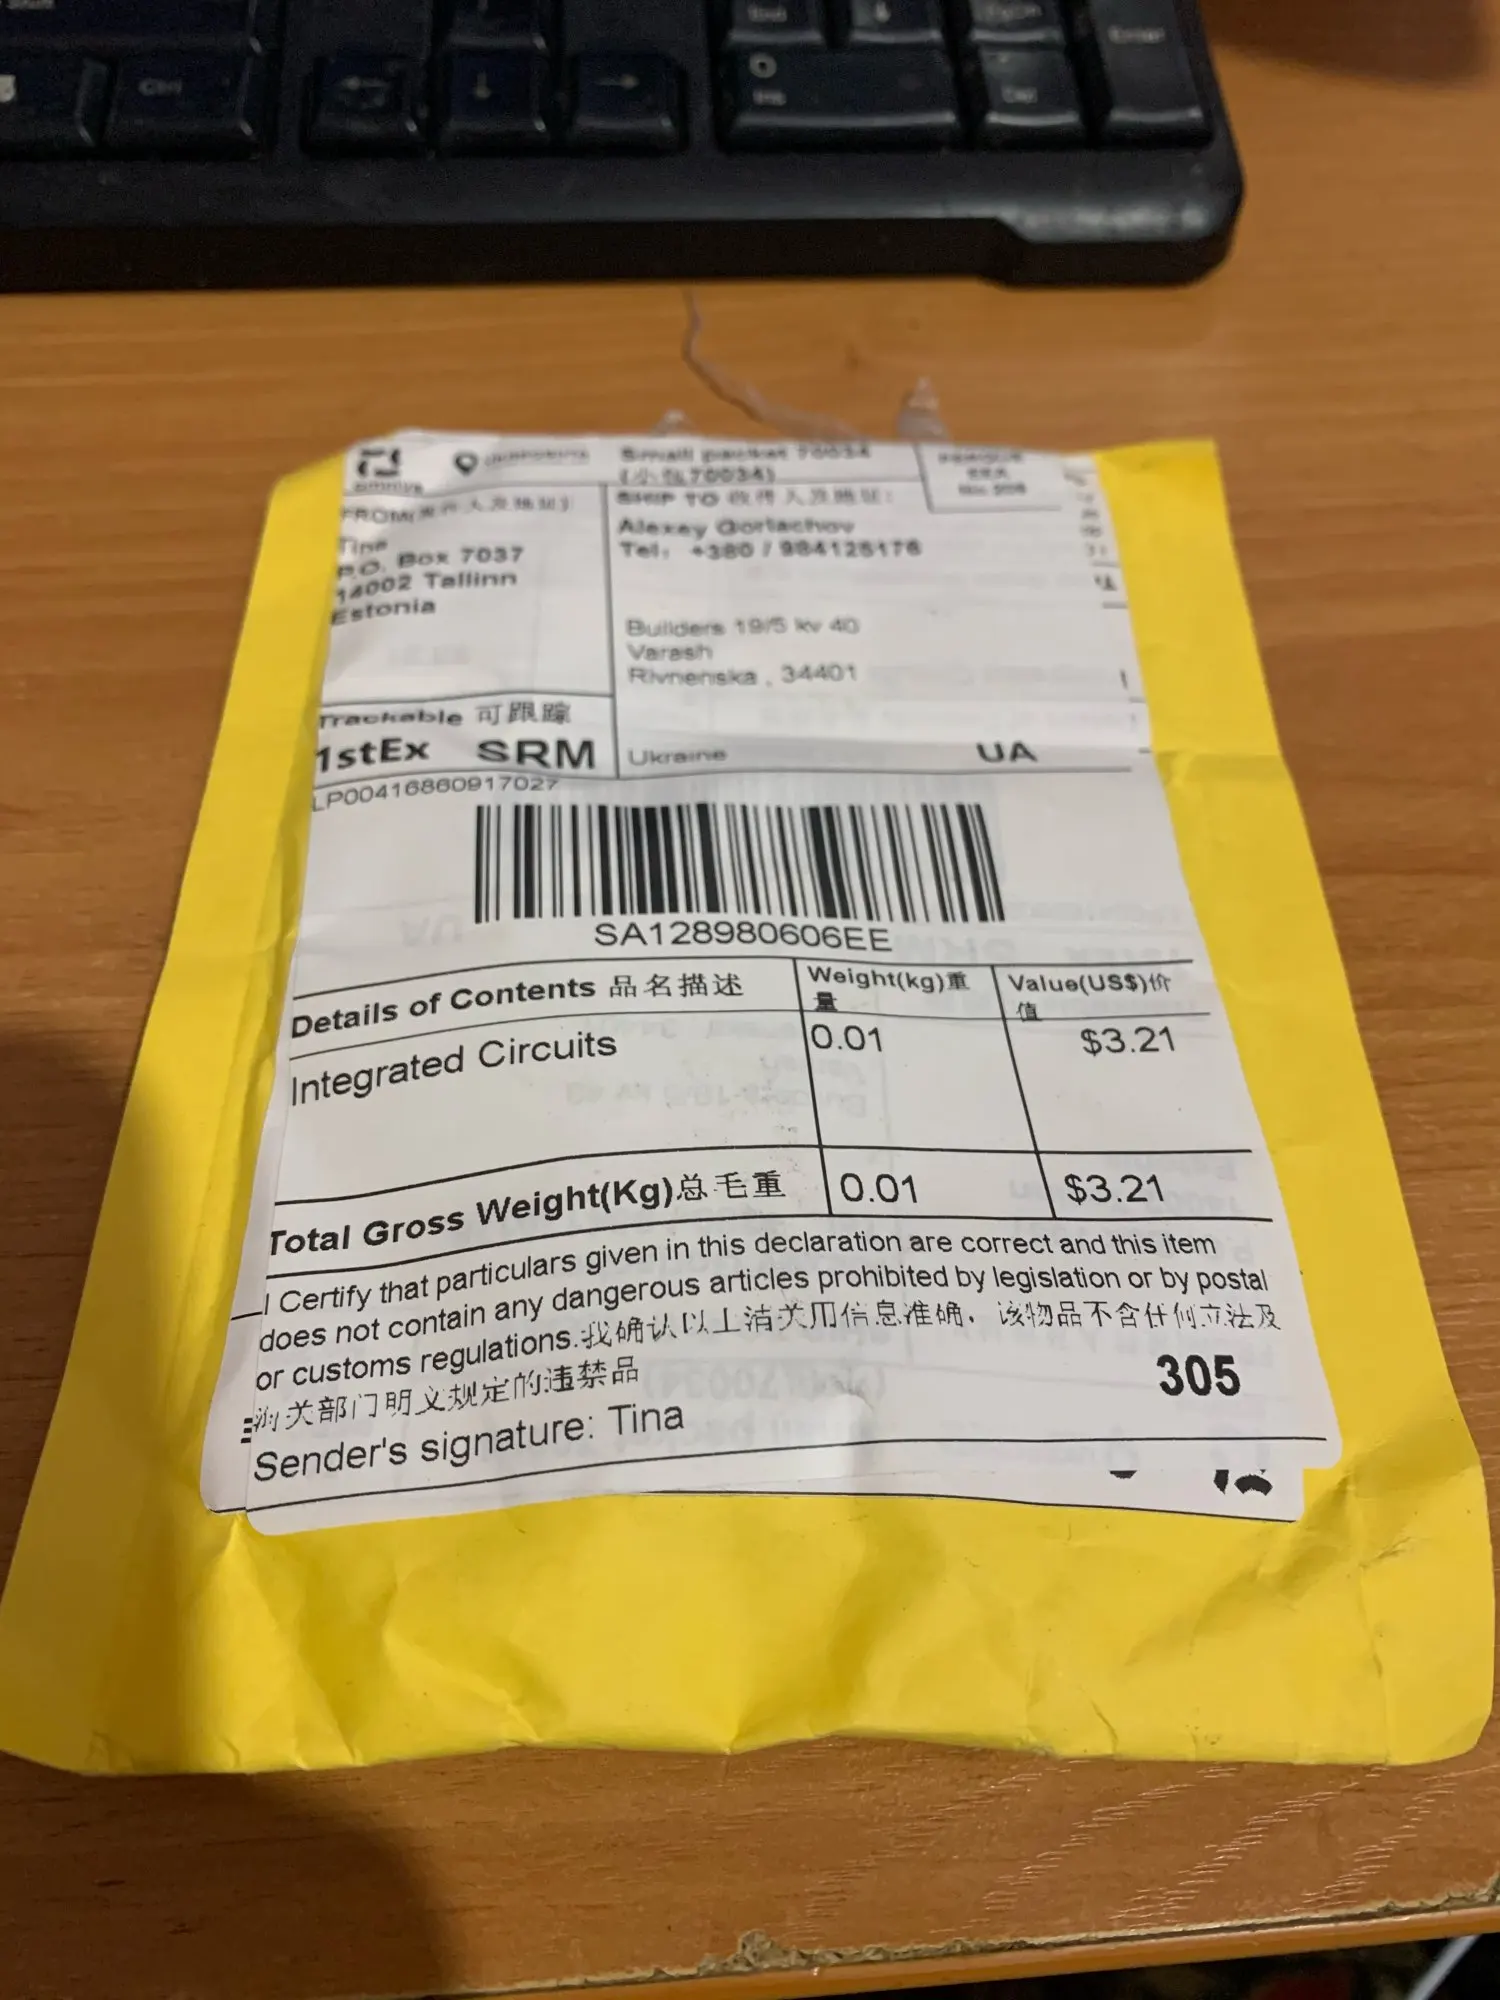 Ctrl
Enter
Small packet 70034
(小包70034)
FROM
SHIP TO
Tina
P.O. Box 7037
14002 Tallinn
Estonia
Alexey Gorlachov
Tel: +380 / 984126176
Builders 19/5 kv 40
Varash
Rivnenska , 34401
Ukraine UA
Trackable 可跟踪
1stEx SRM
LP00416860917027
SA128980606EE
Details of Contents 品名描述 Weight(kg)重量 Value(US$)价值
Integrated Circuits 0.01 $3.21
Total Gross Weight(Kg)总毛重 0.01 $3.21
I Certify that particulars given in this declaration are correct and this item
does not contain any dangerous articles prohibited by legislation or by postal
or customs regulations.我确认以上清关用信息准确，该物品不含任何立法及
海关部门明义规定的违禁品
305
Sender's signature: Tina